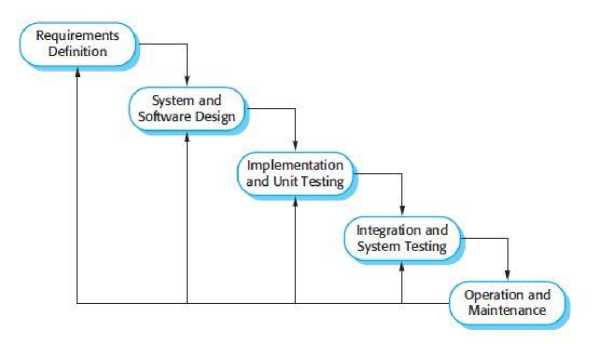 Requirements
Definition
System and
Software Design
Implementation
and Unit Testing
Integration and
System Testing
Operation and
Maintenance